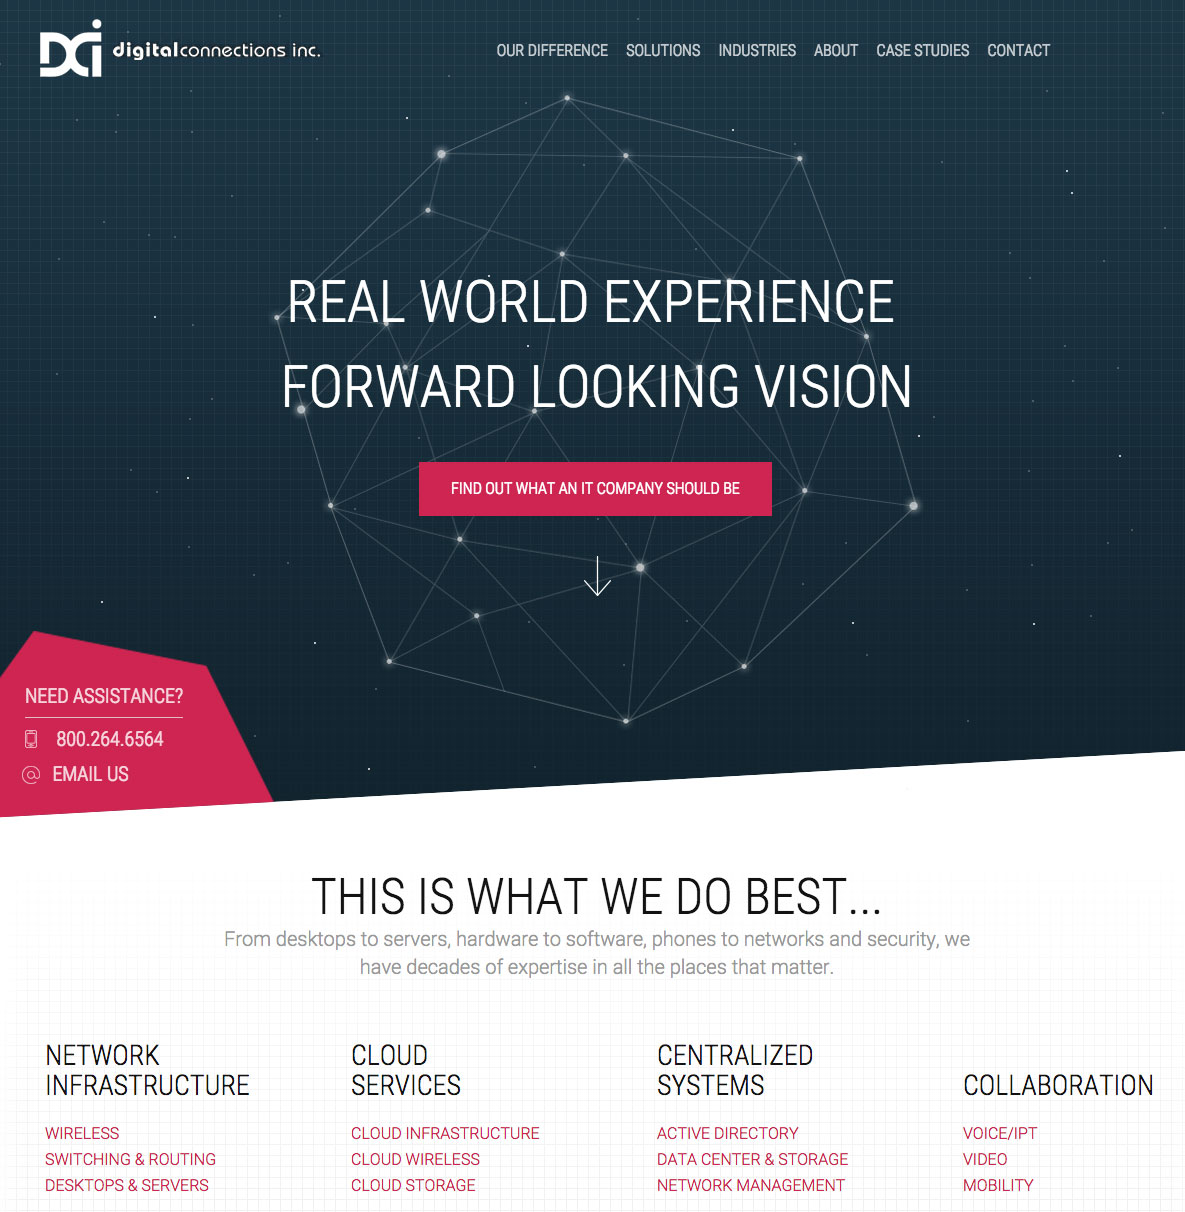 DCi digitalconnections inc.
OUR DIFFERENCE SOLUTIONS INDUSTRIES ABOUT CASE STUDIES CONTACT
REAL WORLD EXPERIENCE
FORWARD LOOKING VISION
FIND OUT WHAT AN IT COMPANY SHOULD BE
NEED ASSISTANCE?
800.264.6564
@ EMAIL US
THIS IS WHAT WE DO BEST...
From desktops to servers, hardware to software, phones to networks and security, we
have decades of expertise in all the places that matter.
NETWORK
INFRASTRUCTURE
WIRELESS
SWITCHING & ROUTING
DESKTOPS & SERVERS
CLOUD
SERVICES
CLOUD INFRASTRUCTURE
CLOUD WIRELESS
CLOUD STORAGE
CENTRALIZED
SYSTEMS
ACTIVE DIRECTORY
DATA CENTER & STORAGE
NETWORK MANAGEMENT
COLLABORATION
VOICE/IPT
VIDEO
MOBILITY